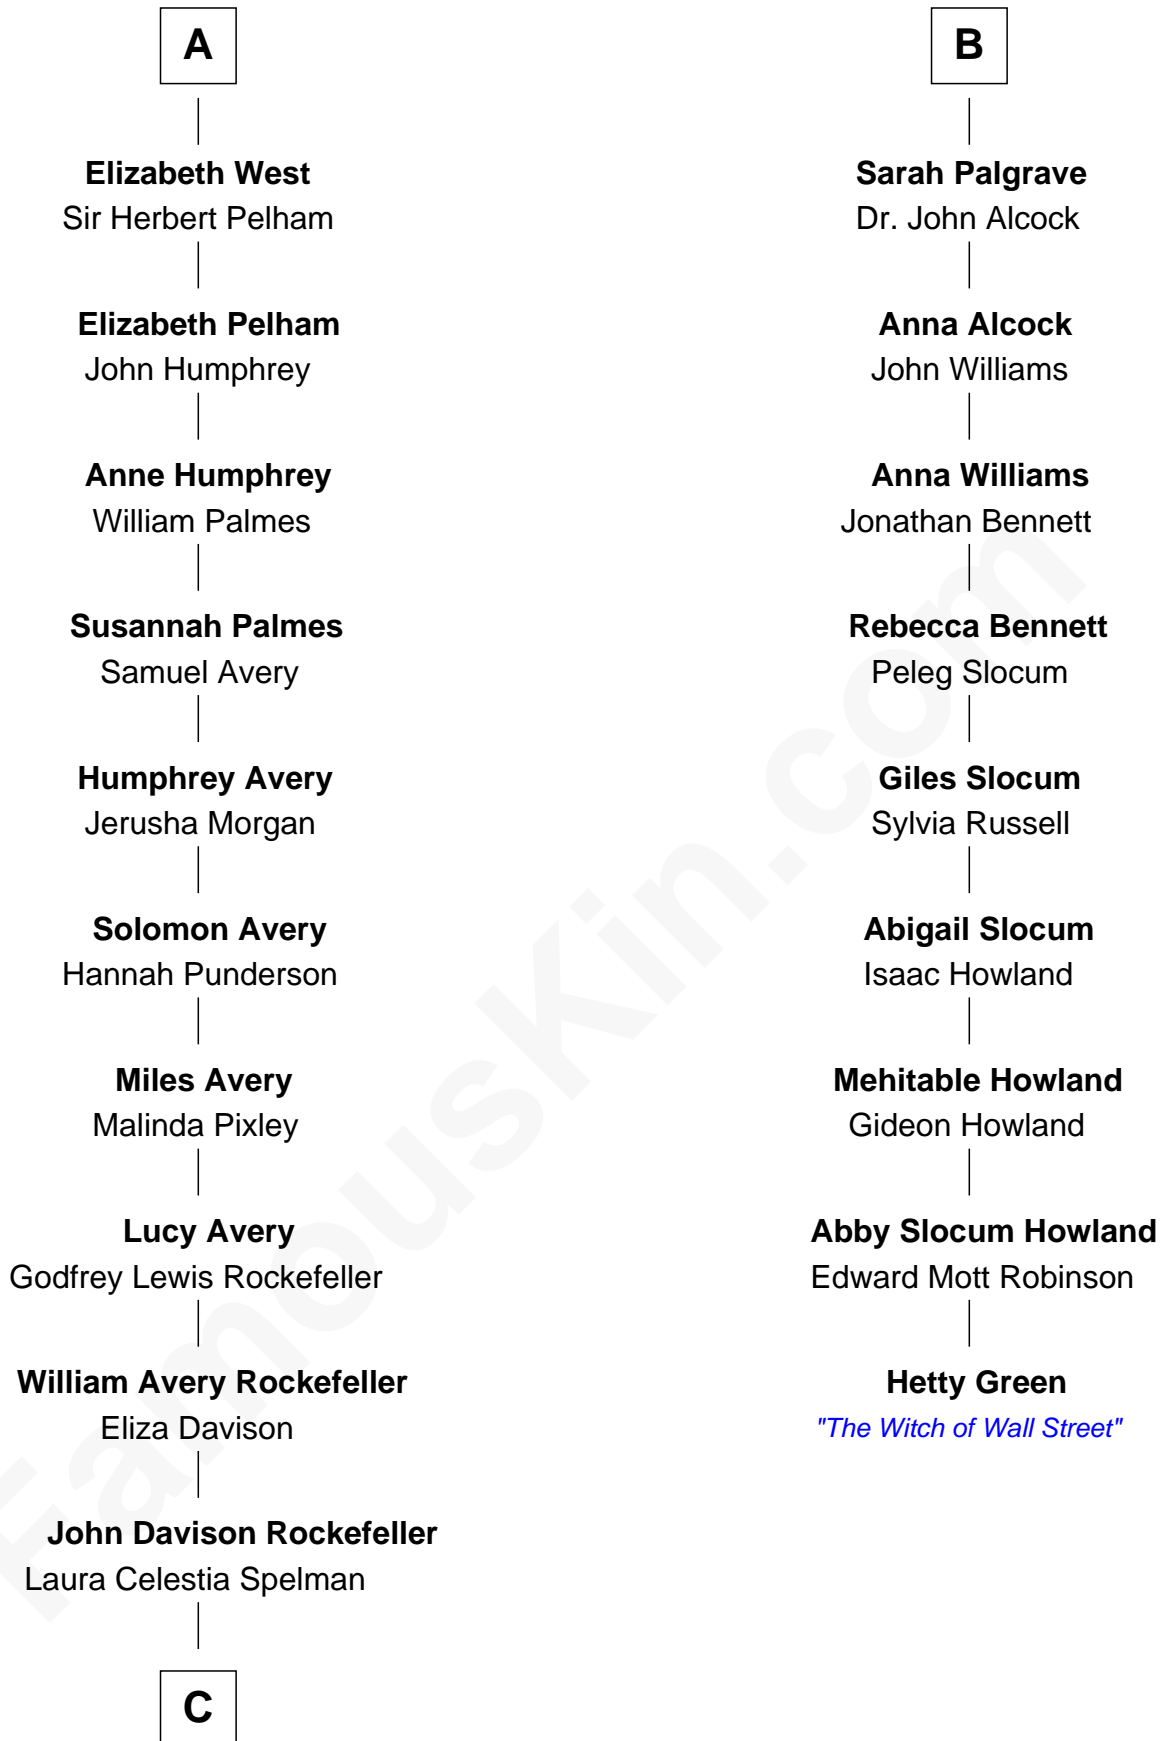 A
Elizabeth West
Sir Herbert Pelham
Elizabeth Pelham
John Humphrey
Anne Humphrey
William Palmes
Susannah Palmes
Samuel Avery
Humphrey Avery
Jerusha Morgan
Solomon Avery
Hannah Punderson
Miles Avery
Malinda Pixley
Lucy Avery
Godfrey Lewis Rockefeller
William Avery Rockefeller
Eliza Davison
John Davison Rockefeller
Laura Celestia Spelman
C
B
Sarah Palgrave
Dr. John Alcock
Anna Alcock
John Williams
Anna Williams
Jonathan Bennett
Rebecca Bennett
Peleg Slocum
Giles Slocum
Sylvia Russell
Abigail Slocum
Isaac Howland
Mehitable Howland
Gideon Howland
Abby Slocum Howland
Edward Mott Robinson
Hetty Green
"The Witch of Wall Street"
FamousKin.com